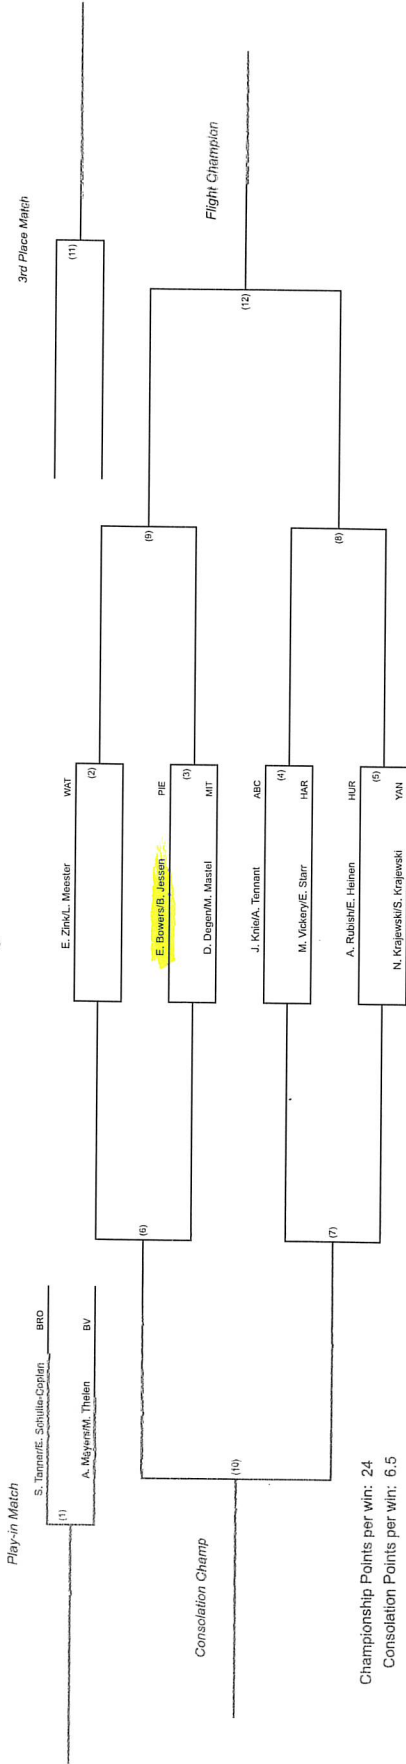 Play-in Match
S. Tanner/E. Schulte-Coplan BRO
(1)
A. Mayers/M. Thelen BV
3rd Place Match
(11)
E. Zink/L. Meester WAT
(2)
E. Bowers/B. Jessen PIE
(3)
D. Degen/M. Mastel MIT
(6)
(9)
J. Knie/A. Tennant ABC
(4)
M. Vickery/E. Starr HAR
A. Rubish/E. Heinen HUR
(5)
N. Krajewski/S. Krajewski YAN
(7)
(8)
Consolation Champ
(10)
Flight Champion
(12)
Championship Points per win: 24
Consolation Points per win: 6.5